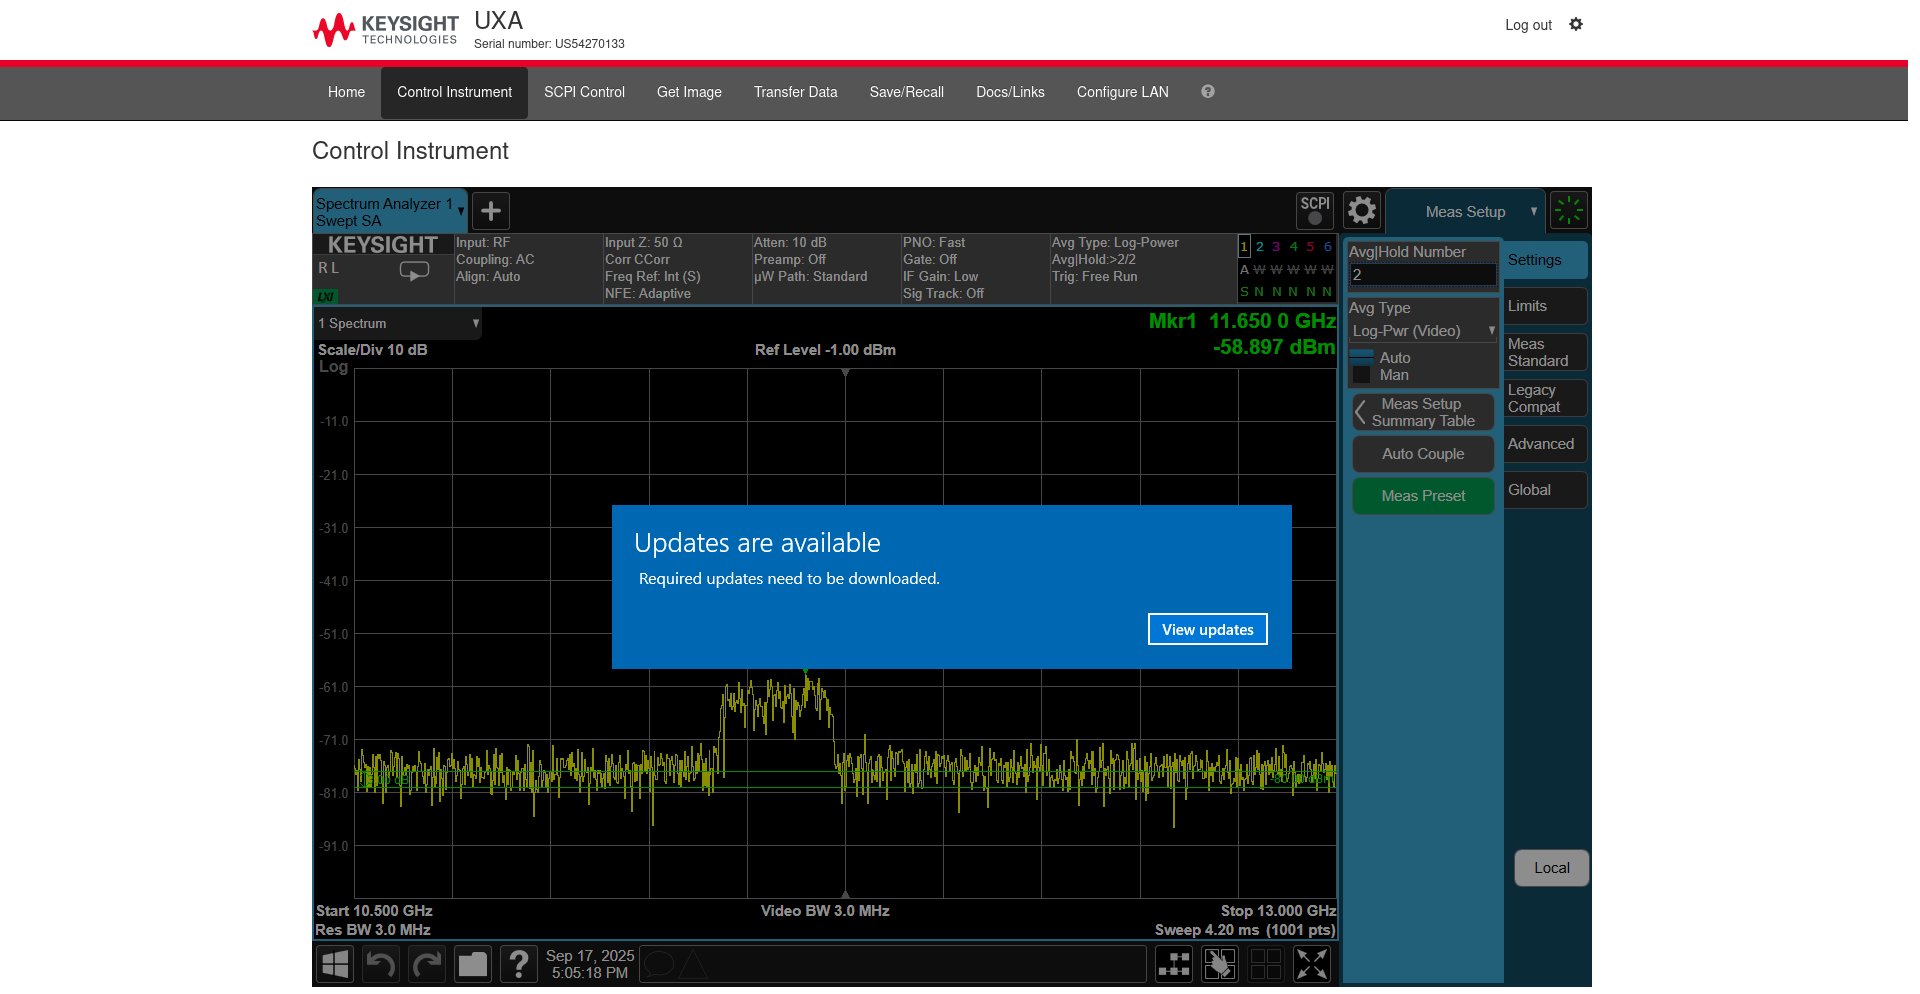 KEYSIGHT
TECHNOLOGIES
UXA
Serial number: US54270133
Log out
Home
Control Instrument
SCPI Control
Get Image
Transfer Data
Save/Recall
Docs/Links
Configure LAN
?
Control Instrument
Spectrum Analyzer 1
Swept SA
SCPI
Meas Setup
KEYSIGHT
R L
LXI
Input: RF
Coupling: AC
Align: Auto
Input Z: 50 Ω
Corr CCorr
Freq Ref: Int (S)
NFE: Adaptive
Atten: 10 dB
Preamp: Off
µW Path: Standard
PNO: Fast
Gate: Off
IF Gain: Low
Sig Track: Off
Avg Type: Log-Power
Avg|Hold:>2/2
Trig: Free Run
1 2 3 4 5 6
A W W W W W
S N N N N N
1 Spectrum
Scale/Div 10 dB
Log
Ref Level -1.00 dBm
Mkr1 11.650 0 GHz
-58.897 dBm
-11.0
-21.0
-31.0
-41.0
-51.0
-61.0
-71.0
-81.0
-91.0
Updates are available
Required updates need to be downloaded.
View updates
Start 10.500 GHz
Res BW 3.0 MHz
Video BW 3.0 MHz
Stop 13.000 GHz
Sweep 4.20 ms (1001 pts)
Avg|Hold Number
2
Avg Type
Log-Pwr (Video)
Auto
Man
Meas Setup
Summary Table
Auto Couple
Meas Preset
Settings
Limits
Meas
Standard
Legacy
Compat
Advanced
Global
Local
?
Sep 17, 2025
5:05:18 PM